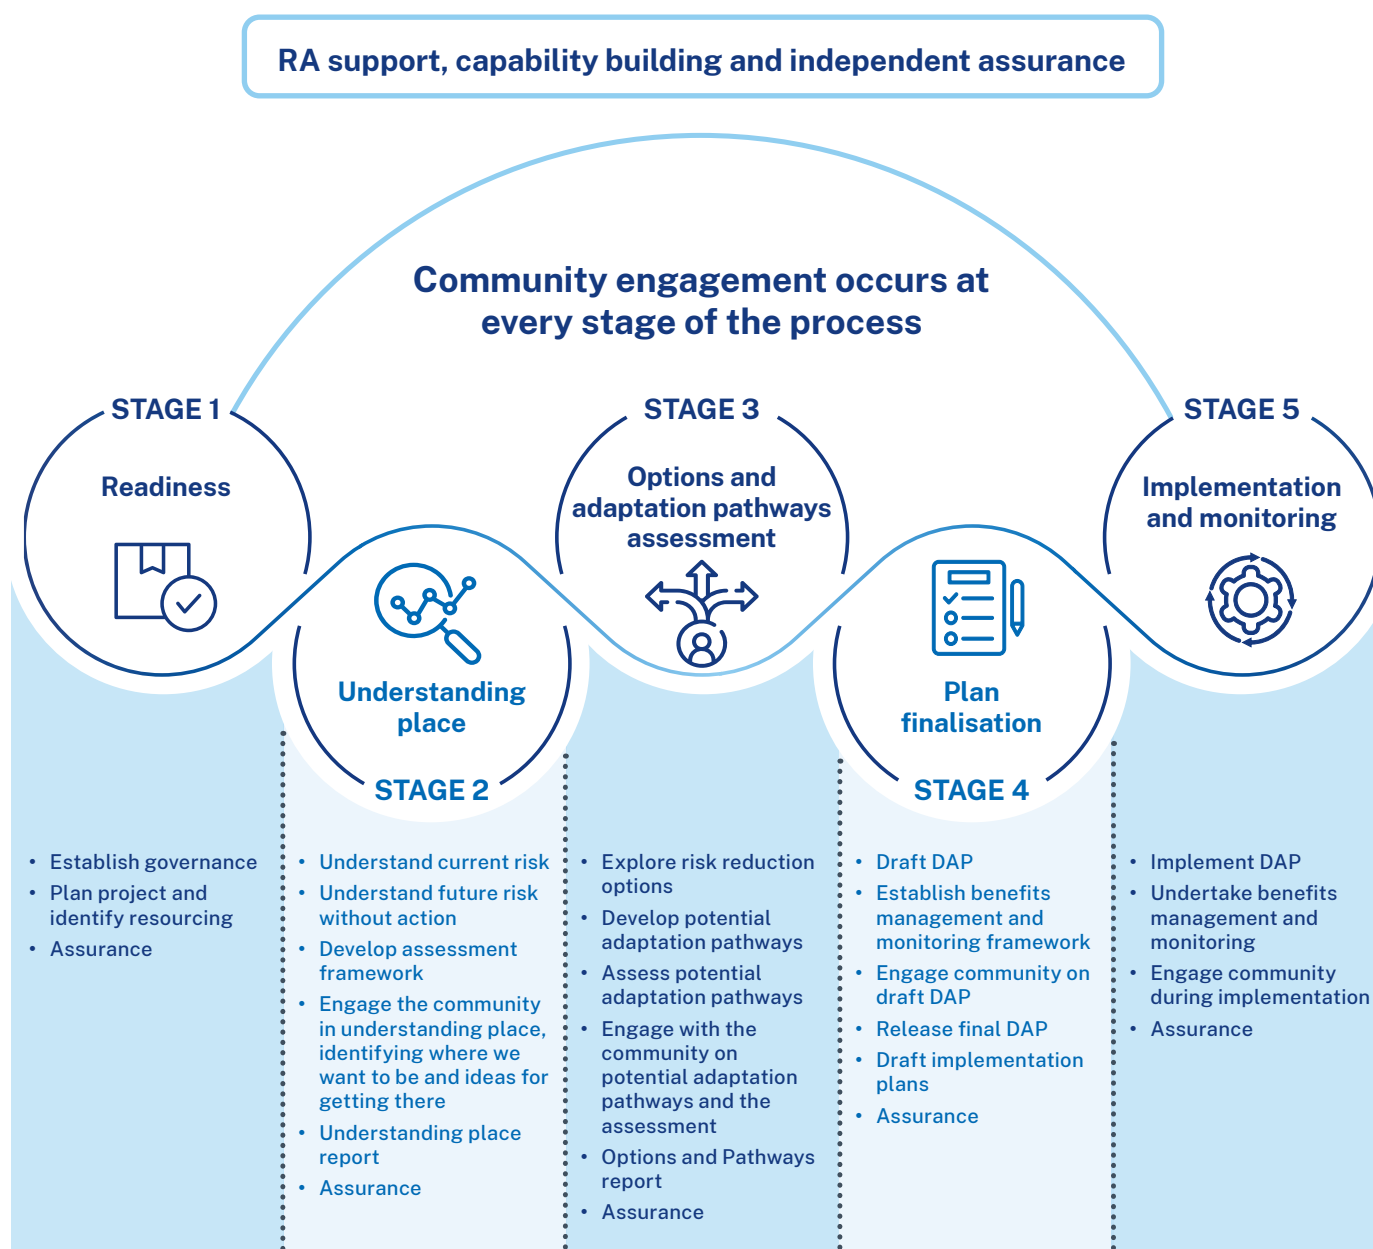 RA support, capability building and independent assurance
Community engagement occurs at
every stage of the process
STAGE 1
Readiness
• Establish governance
• Plan project and
identify resourcing
• Assurance
Understanding
place
STAGE 2
• Understand current risk
• Understand future risk
without action
• Develop assessment
framework
• Engage the community
in understanding place,
identifying where we
want to be and ideas for
getting there
• Understanding place
report
• Assurance
STAGE 3
Options and
adaptation pathways
assessment
• Explore risk reduction
options
• Develop potential
adaptation pathways
• Assess potential
adaptation pathways
• Engage with the
community on
potential adaptation
pathways and the
assessment
• Options and Pathways
report
• Assurance
Plan
finalisation
STAGE 4
• Draft DAP
• Establish benefits
management and
monitoring framework
• Engage community on
draft DAP
• Release final DAP
• Draft implementation
plans
• Assurance
STAGE 5
Implementation
and monitoring
• Implement DAP
• Undertake benefits
management and
monitoring
• Engage community
during implementation
• Assurance